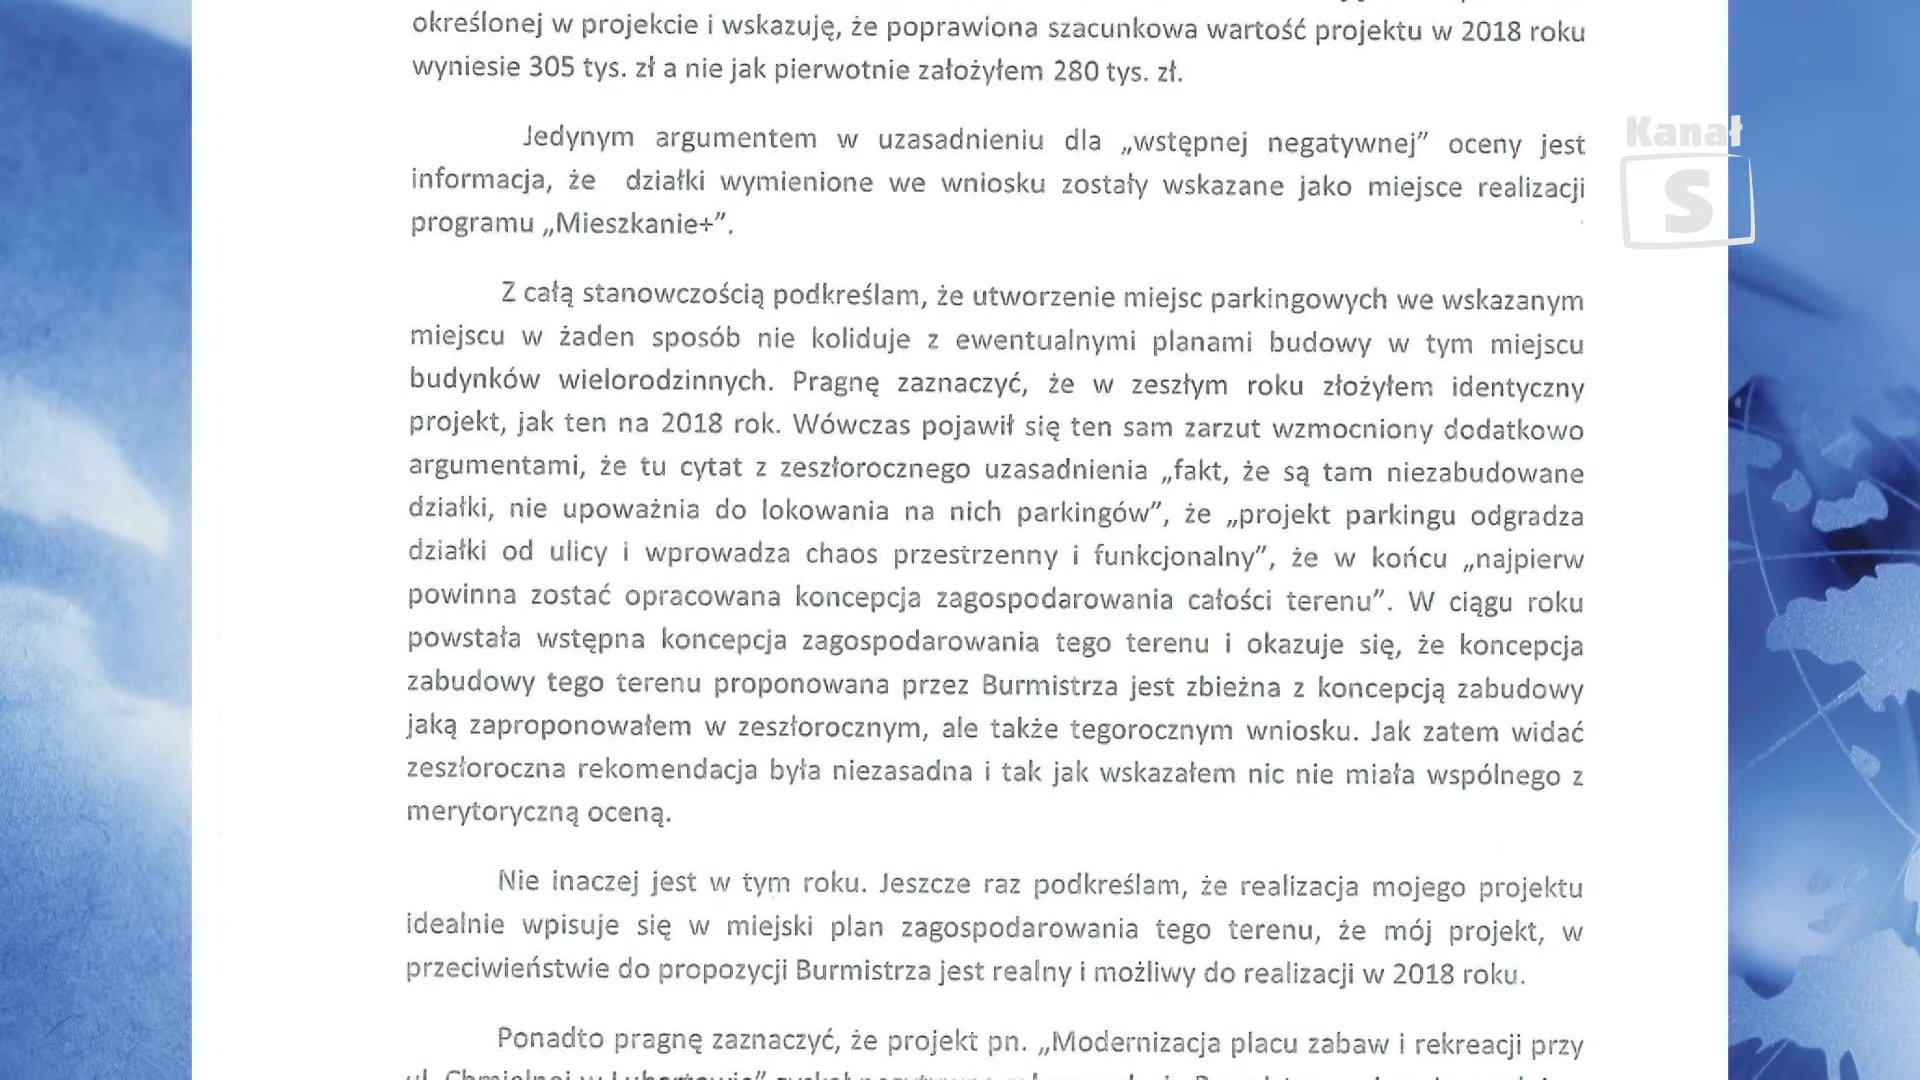 określonej w projekcie i wskazuję, że poprawiona szacunkowa wartość projektu w 2018 roku
wyniesie 305 tys. zł a nie jak pierwotnie założyłem 280 tys. zł.
Jedynym argumentem w uzasadnieniu dla „wstępnej negatywnej” oceny jest
informacja, że działki wymienione we wniosku zostały wskazane jako miejsce realizacji
programu „Mieszkanie+”.
Z całą stanowczością podkreślam, że utworzenie miejsc parkingowych we wskazanym
miejscu w żaden sposób nie koliduje z ewentualnymi planami budowy w tym miejscu
budynków wielorodzinnych. Pragnę zaznaczyć, że w zeszłym roku złożyłem identyczny
projekt, jak ten na 2018 rok. Wówczas pojawił się ten sam zarzut wzmocniony dodatkowo
argumentami, że tu cytat z zeszłorocznego uzasadnienia „fakt, że są tam niezabudowane
działki, nie upoważnia do lokowania na nich parkingów”, że „projekt parkingu odgradza
działki od ulicy i wprowadza chaos przestrzenny i funkcjonalny”, że w końcu „najpierw
powinna zostać opracowana koncepcja zagospodarowania całości terenu”. W ciągu roku
powstała wstępna koncepcja zagospodarowania tego terenu i okazuje się, że koncepcja
zabudowy tego terenu proponowana przez Burmistrza jest zbieżna z koncepcją zabudowy
jaką zaproponowałem w zeszłorocznym, ale także tegorocznym wniosku. Jak zatem widać
zeszłoroczna rekomendacja była niezasadna i tak jak wskazałem nic nie miała wspólnego z
merytoryczną oceną.
Nie inaczej jest w tym roku. Jeszcze raz podkreślam, że realizacja mojego projektu
idealnie wpisuje się w miejski plan zagospodarowania tego terenu, że mój projekt, w
przeciwieństwie do propozycji Burmistrza jest realny i możliwy do realizacji w 2018 roku.
Ponadto pragnę zaznaczyć, że projekt pn. „Modernizacja placu zabaw i rekreacji przy
ul. Chmielnej w Lubartowie”
Kanał
S